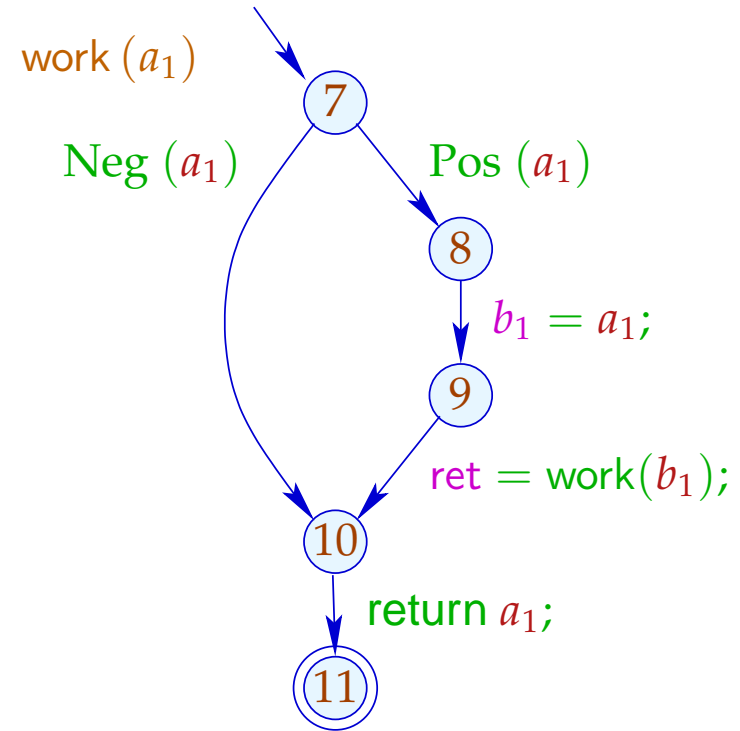 work (a₁)
7
Neg (a₁)
Pos (a₁)
8
b₁ = a₁;
9
ret = work(b₁);
10
return a₁;
11